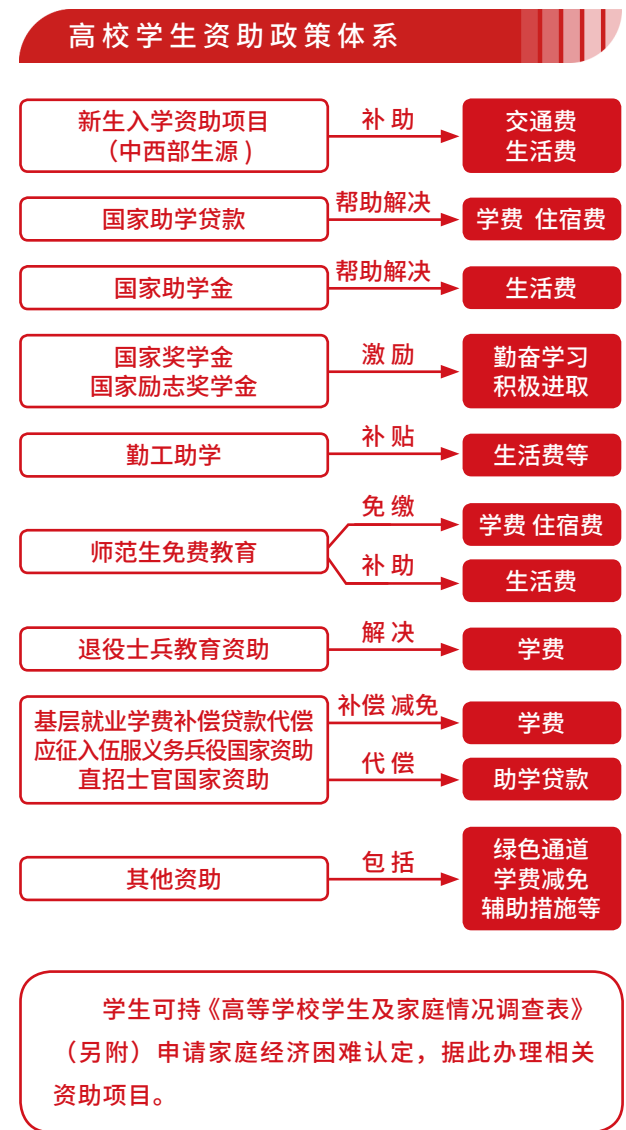 高校学生资助政策体系
新生入学资助项目
（中西部生源)
补助
交通费
生活费
国家助学贷款
帮助解决
学费 住宿费
国家助学金
帮助解决
生活费
国家奖学金
国家励志奖学金
激励
勤奋学习
积极进取
勤工助学
补贴
生活费等
师范生免费教育
免缴
学费 住宿费
补助
生活费
退役士兵教育资助
解决
学费
基层就业学费补偿贷款代偿
应征入伍服义务兵役国家资助
直招士官国家资助
补偿 减免
学费
代偿
助学贷款
其他资助
包括
绿色通道
学费减免
辅助措施等
学生可持《高等学校学生及家庭情况调查表》
（另附）申请家庭经济困难认定，据此办理相关
资助项目。